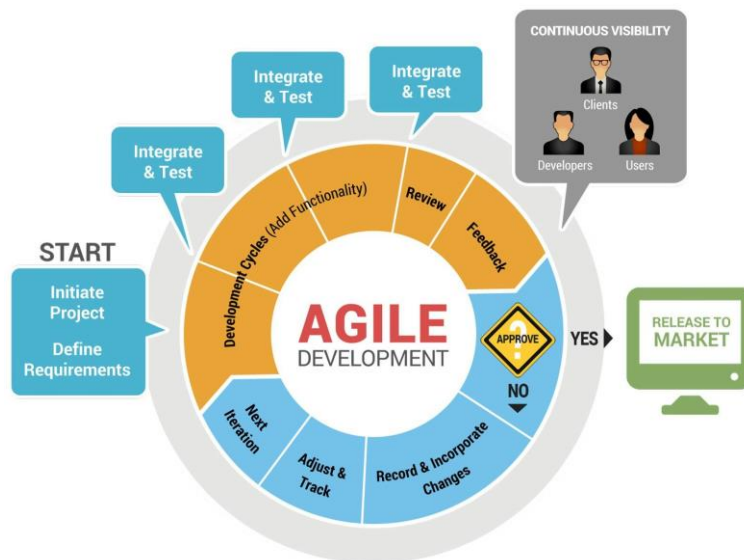 START
Initiate
Project
Define
Requirements
Integrate
& Test
Integrate
& Test
Integrate
& Test
CONTINUOUS VISIBILITY
Clients
Developers
Users
Development Cycles (Add Functionality)
Review
Feedback
?
APPROVE
YES
NO
RELEASE TO
MARKET
Record & Incorporate
Changes
Adjust &
Track
Next
Iteration
AGILE
DEVELOPMENT